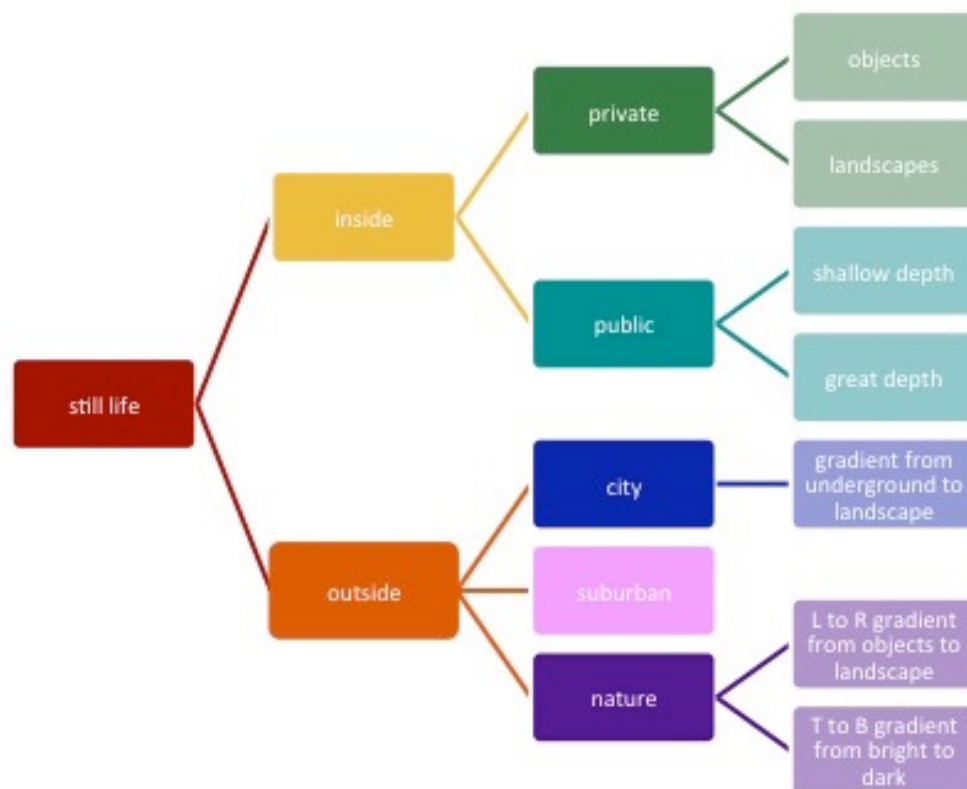 objects
private
landscapes
inside
shallow depth
public
great depth
still life
gradient from
underground to
landscape
city
outside
suburban
L to R gradient
from objects to
landscape
nature
T to B gradient
from bright to
dark